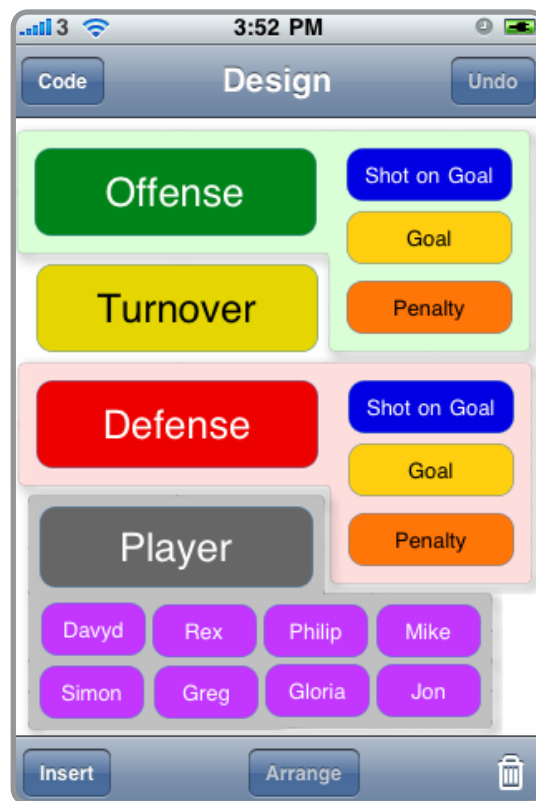 3 3:52 PM
Code Design Undo
Offense Shot on Goal
Goal
Turnover Penalty
Defense Shot on Goal
Goal
Player Penalty
Davyd Rex Philip Mike
Simon Greg Gloria Jon
Insert Arrange